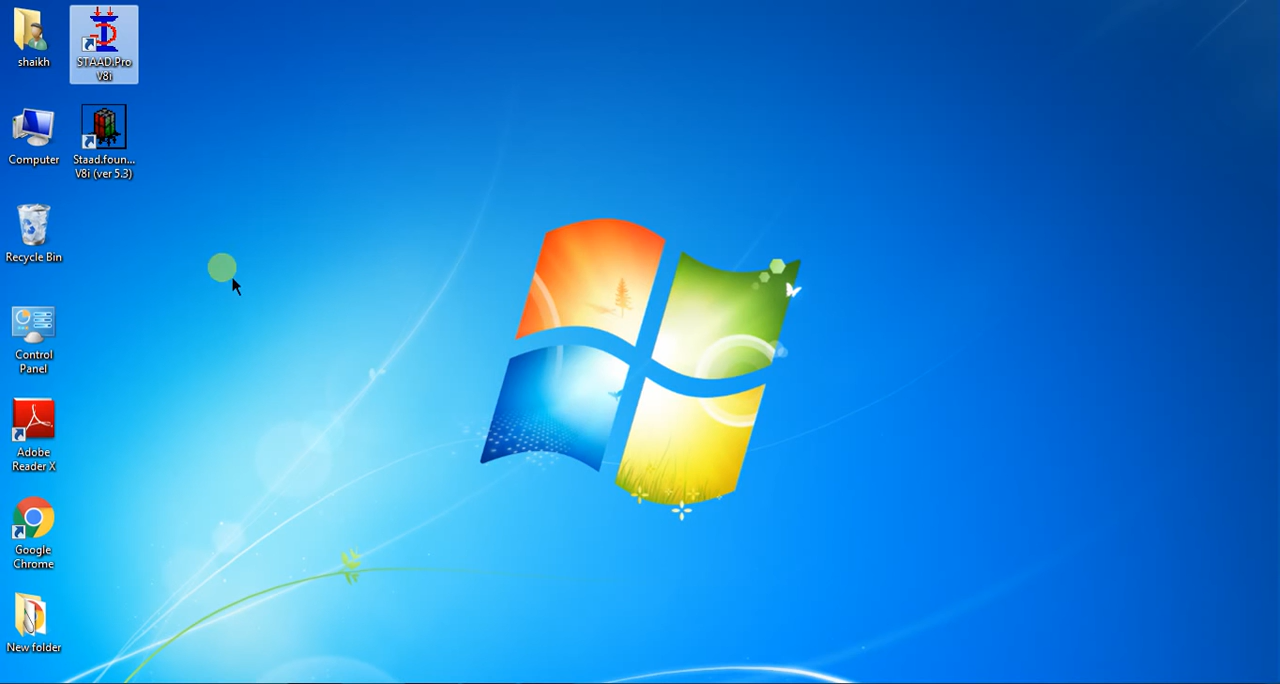 shaikh
STAAD.Pro
V8i
Computer
Staad.foun...
V8i (ver 5.3)
Recycle Bin
Control
Panel
Adobe
Reader X
Google
Chrome
New folder